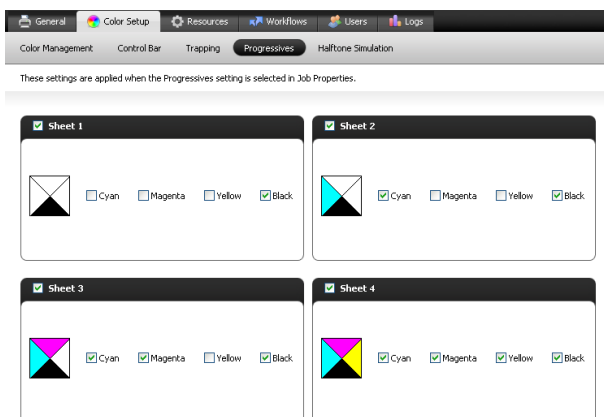 General Color Setup Resources Workflows Users Logs
Color Management Control Bar Trapping Progressives Halftone Simulation
These settings are applied when the Progressives setting is selected in Job Properties.
Sheet 1 Sheet 2
Cyan Magenta Yellow Black Cyan Magenta Yellow Black
Sheet 3 Sheet 4
Cyan Magenta Yellow Black Cyan Magenta Yellow Black